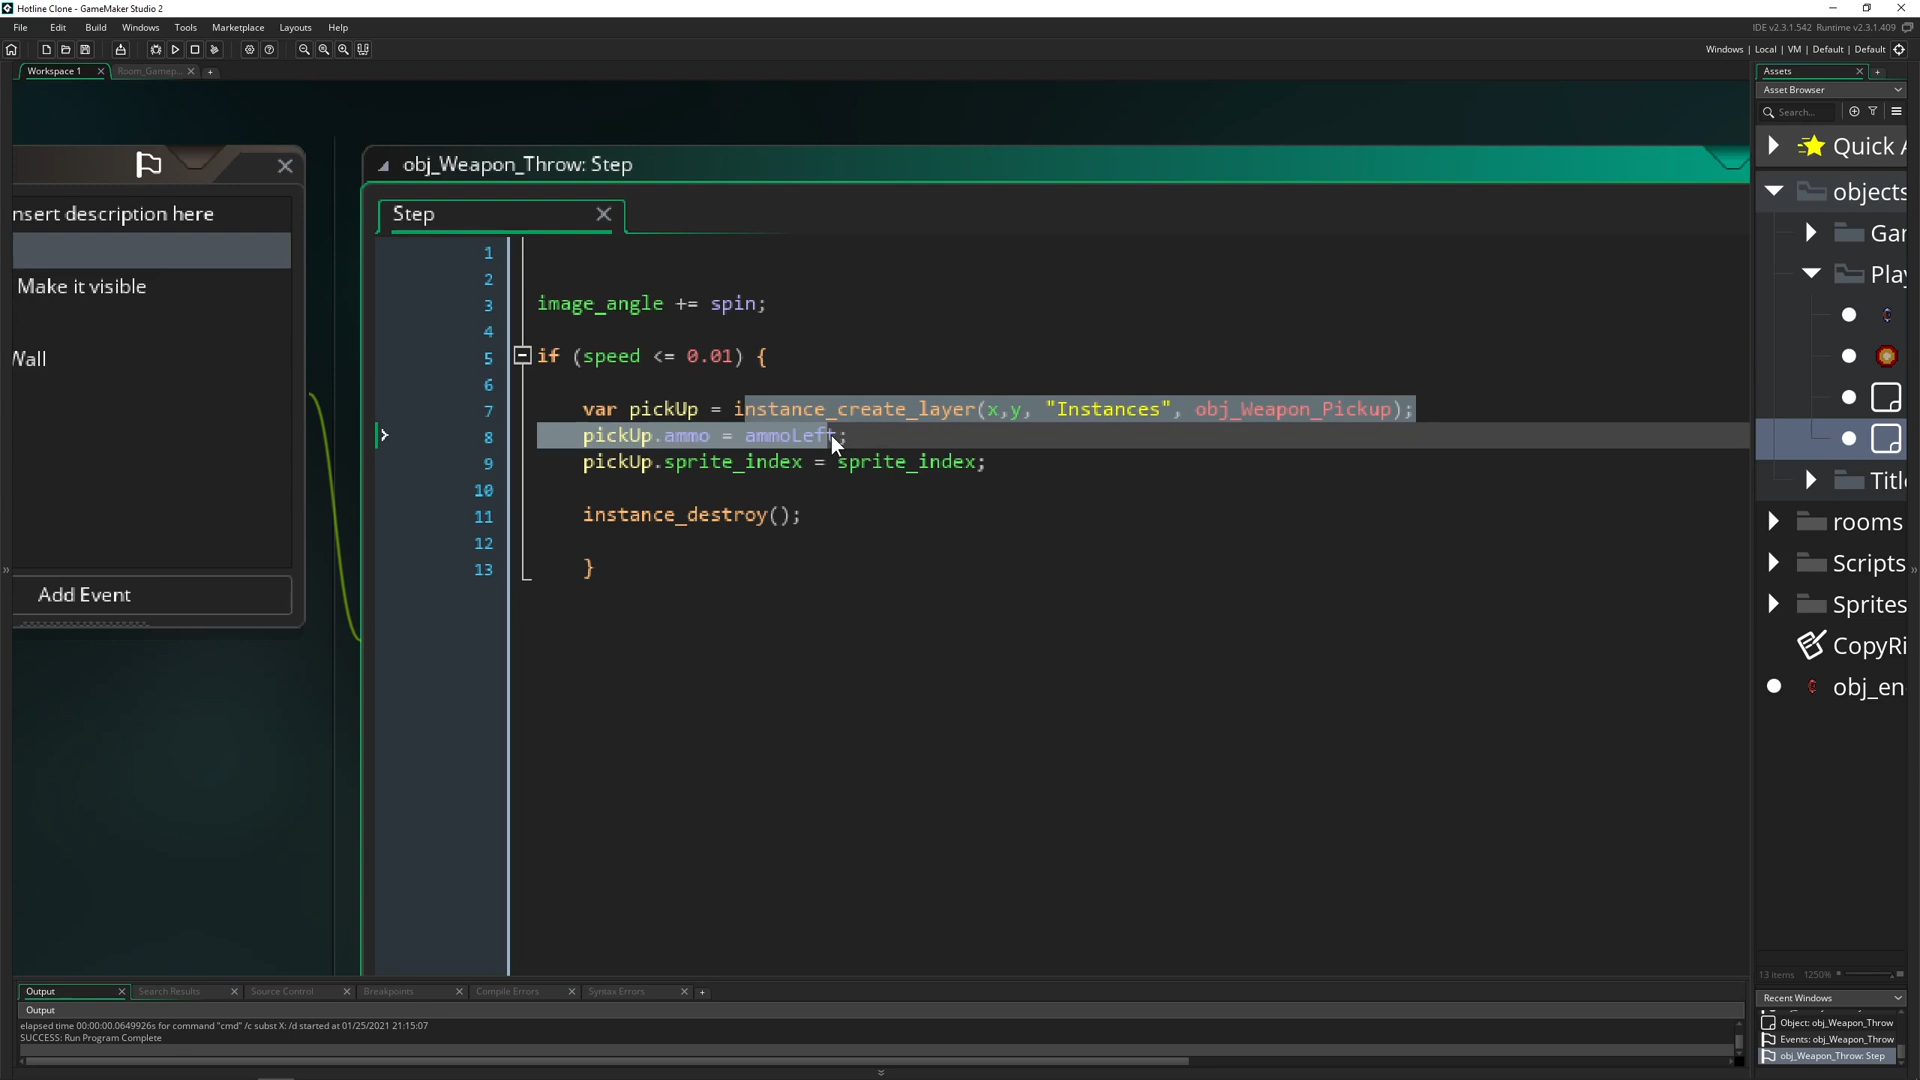 Hotline Clone - GameMaker Studio 2
File Edit Build Windows Tools Marketplace Layouts Help
IDE v2.3.1.542 Runtime v2.3.1.409
Windows | Local | VM | Default | Default
Workspace 1
Room_Gamep...
Assets
Asset Browser
Search...
Quick A
objects
Gar
Play
Title
rooms
Scripts
Sprites
CopyRi
obj_en
13 items 1250%
Recent Windows
Object: obj_Weapon_Throw
Events: obj_Weapon_Throw
obj_Weapon_Throw: Step
nsert description here
Make it visible
Wall
Add Event
obj_Weapon_Throw: Step
Step
1
2
3 image_angle += spin;
4
5 if (speed <= 0.01) {
6
7 var pickUp = instance_create_layer(x,y, "Instances", obj_Weapon_Pickup);
8 pickUp.ammo = ammoLeft;
9 pickUp.sprite_index = sprite_index;
10
11 instance_destroy();
12
13 }
Output Search Results Source Control Breakpoints Compile Errors Syntax Errors
Output
elapsed time 00:00:00.0649926s for command "cmd" /c subst X: /d started at 01/25/2021 21:15:07
SUCCESS: Run Program Complete